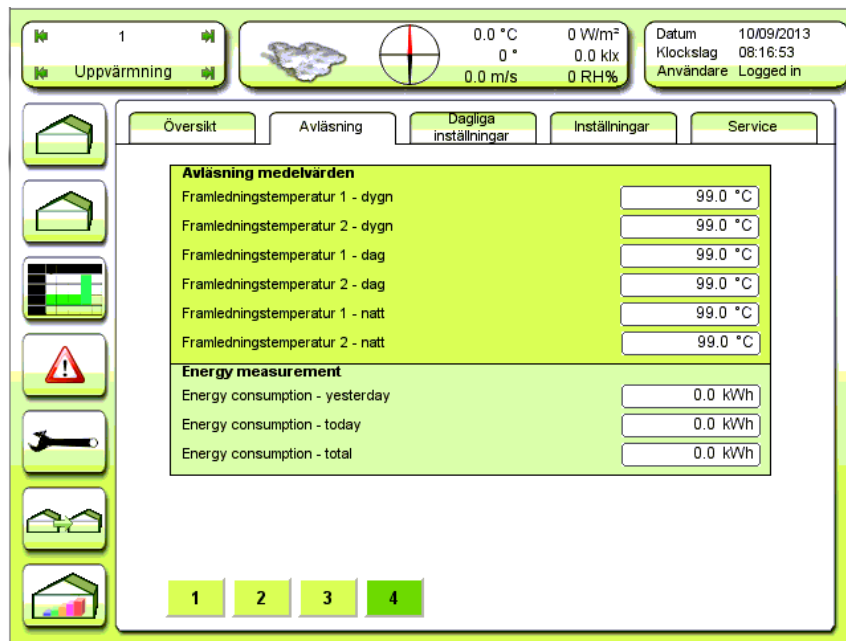 1
Uppvärmning
0.0 °C
0 °
0.0 m/s
0 W/m²
0.0 klx
0 RH%
Datum 10/09/2013
Klockslag 08:16:53
Användare Logged in
Översikt
Avläsning
Dagliga
inställningar
Inställningar
Service
Avläsning medelvärden
Framledningstemperatur 1 - dygn 99.0 °C
Framledningstemperatur 2 - dygn 99.0 °C
Framledningstemperatur 1 - dag 99.0 °C
Framledningstemperatur 2 - dag 99.0 °C
Framledningstemperatur 1 - natt 99.0 °C
Framledningstemperatur 2 - natt 99.0 °C
Energy measurement
Energy consumption - yesterday 0.0 kWh
Energy consumption - today 0.0 kWh
Energy consumption - total 0.0 kWh
1 2 3 4